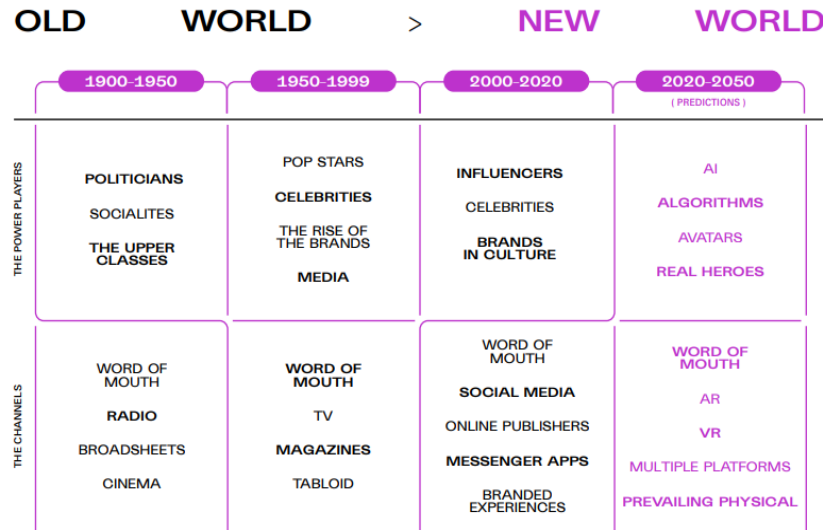 OLD WORLD > NEW WORLD
1900-1950
1950-1999
2000-2020
2020-2050
( PREDICTIONS )
THE POWER PLAYERS
POLITICIANS
SOCIALITES
THE UPPER
CLASSES
POP STARS
CELEBRITIES
THE RISE OF
THE BRANDS
MEDIA
INFLUENCERS
CELEBRITIES
BRANDS
IN CULTURE
AI
ALGORITHMS
AVATARS
REAL HEROES
THE CHANNELS
WORD OF
MOUTH
RADIO
BROADSHEETS
CINEMA
WORD OF
MOUTH
TV
MAGAZINES
TABLOID
WORD OF
MOUTH
SOCIAL MEDIA
ONLINE PUBLISHERS
MESSENGER APPS
BRANDED
EXPERIENCES
WORD OF
MOUTH
AR
VR
MULTIPLE PLATFORMS
PREVAILING PHYSICAL